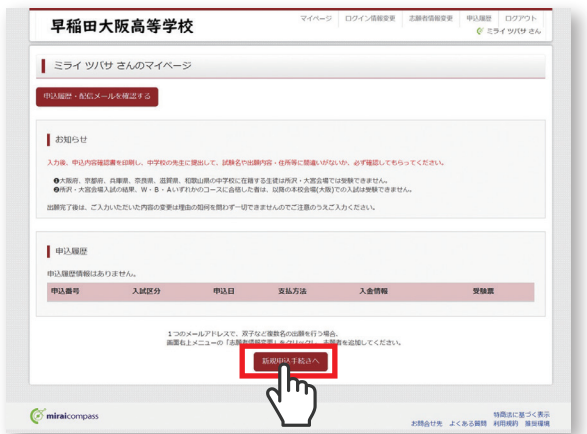 早稲田大阪高等学校
マイページ ログイン情報変更 志願者情報変更 申込履歴 ログアウト
ミライ ツバサ さん
ミライ ツバサ さんのマイページ
申込履歴・配信メールを確認する
お知らせ
入力後、申込内容確認書を印刷し、中学校の先生に提出して、試験名や出願内容・住所等に間違いがないか、必ず確認してもらってください。
❶大阪府、京都府、兵庫県、奈良県、滋賀県、和歌山県の中学校に在籍する生徒は所沢・大宮会場では受験できません。
❷所沢・大宮会場入試の結果、W・B・Aいずれかのコースに合格した者は、以降の本校会場(大阪)での入試は受験できません。
出願完了後は、ご入力いただいた内容の変更は理由の如何を問わず一切できませんのでご注意のうえご入力ください。
申込履歴
申込履歴情報はありません。
申込番号 入試区分 申込日 支払方法 入金情報 受験票
1つのメールアドレスで、双子など複数名の出願を行う場合、
画面右上メニューの「志願者情報変更」をクリックし、志願者を追加してください。
新規申込手続きへ
miraicompass
特商法に基づく表示
お問合せ先 よくある質問 利用規約 推奨環境